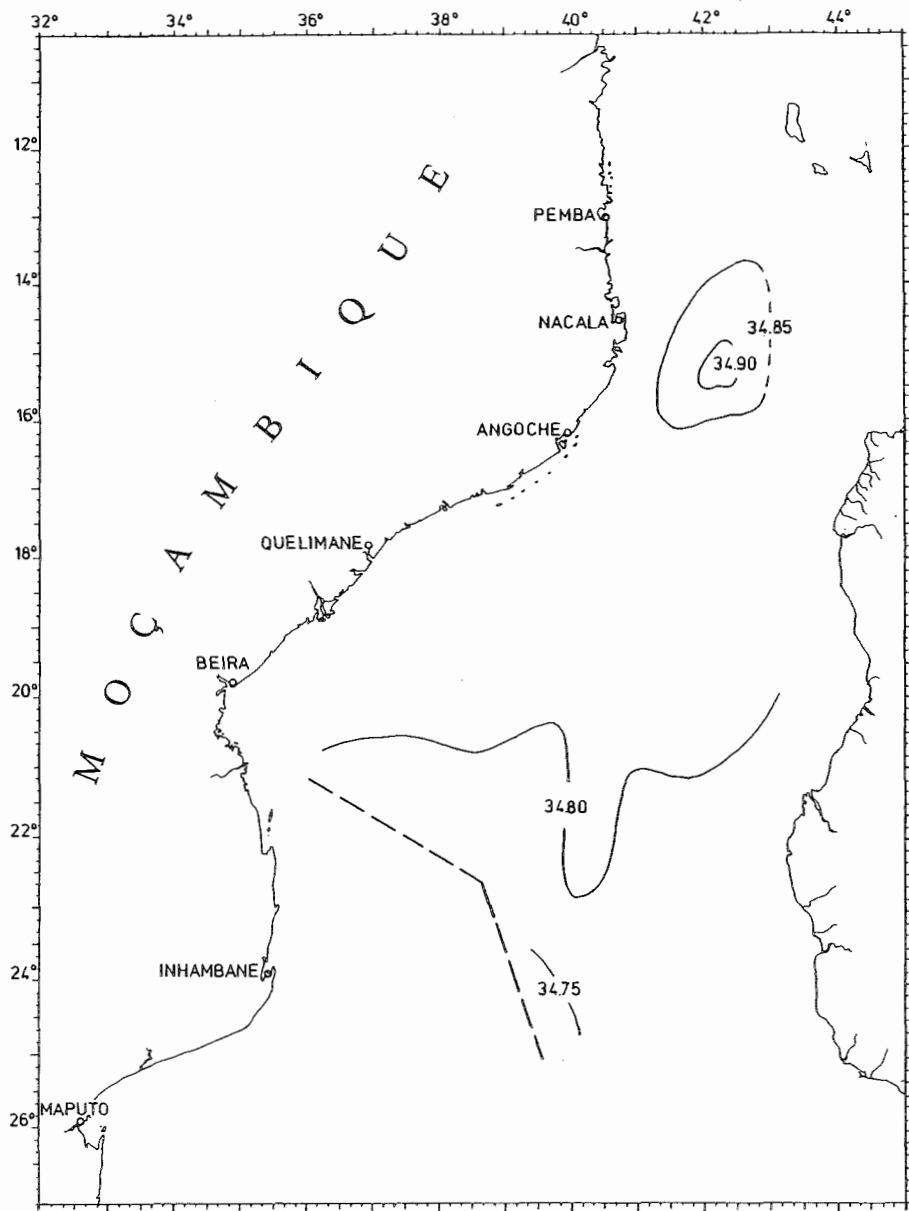 32° 34° 36° 38° 40° 42° 44°
12°
PEMBA
14°
NACALA
34.85
34.90
16°
ANGOCHE
MOÇAMBIQUE
18°
QUELIMANE
BEIRA
20°
34.80
22°
24°
INHAMBANE
34.75
MAPUTO
26°